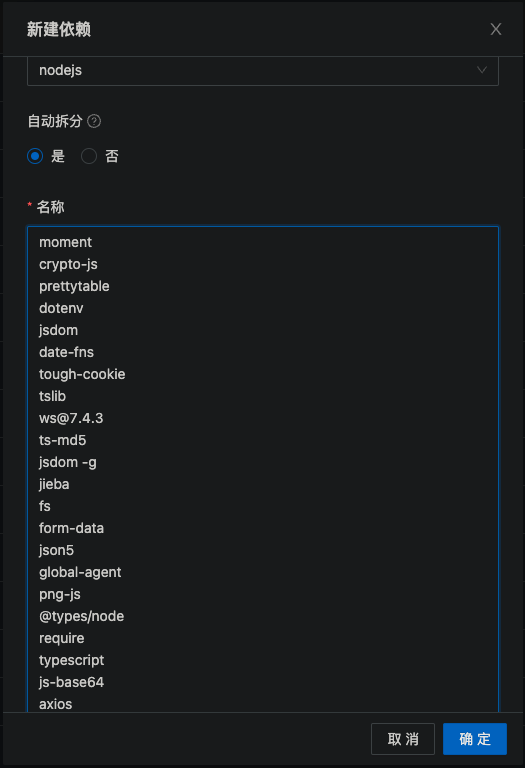 新建依赖
nodejs
自动拆分
是 否
* 名称
moment
crypto-js
prettytable
dotenv
jsdom
date-fns
tough-cookie
tslib
ws@7.4.3
ts-md5
jsdom -g
jieba
fs
form-data
json5
global-agent
png-js
@types/node
require
typescript
js-base64
axios
取 消 确 定